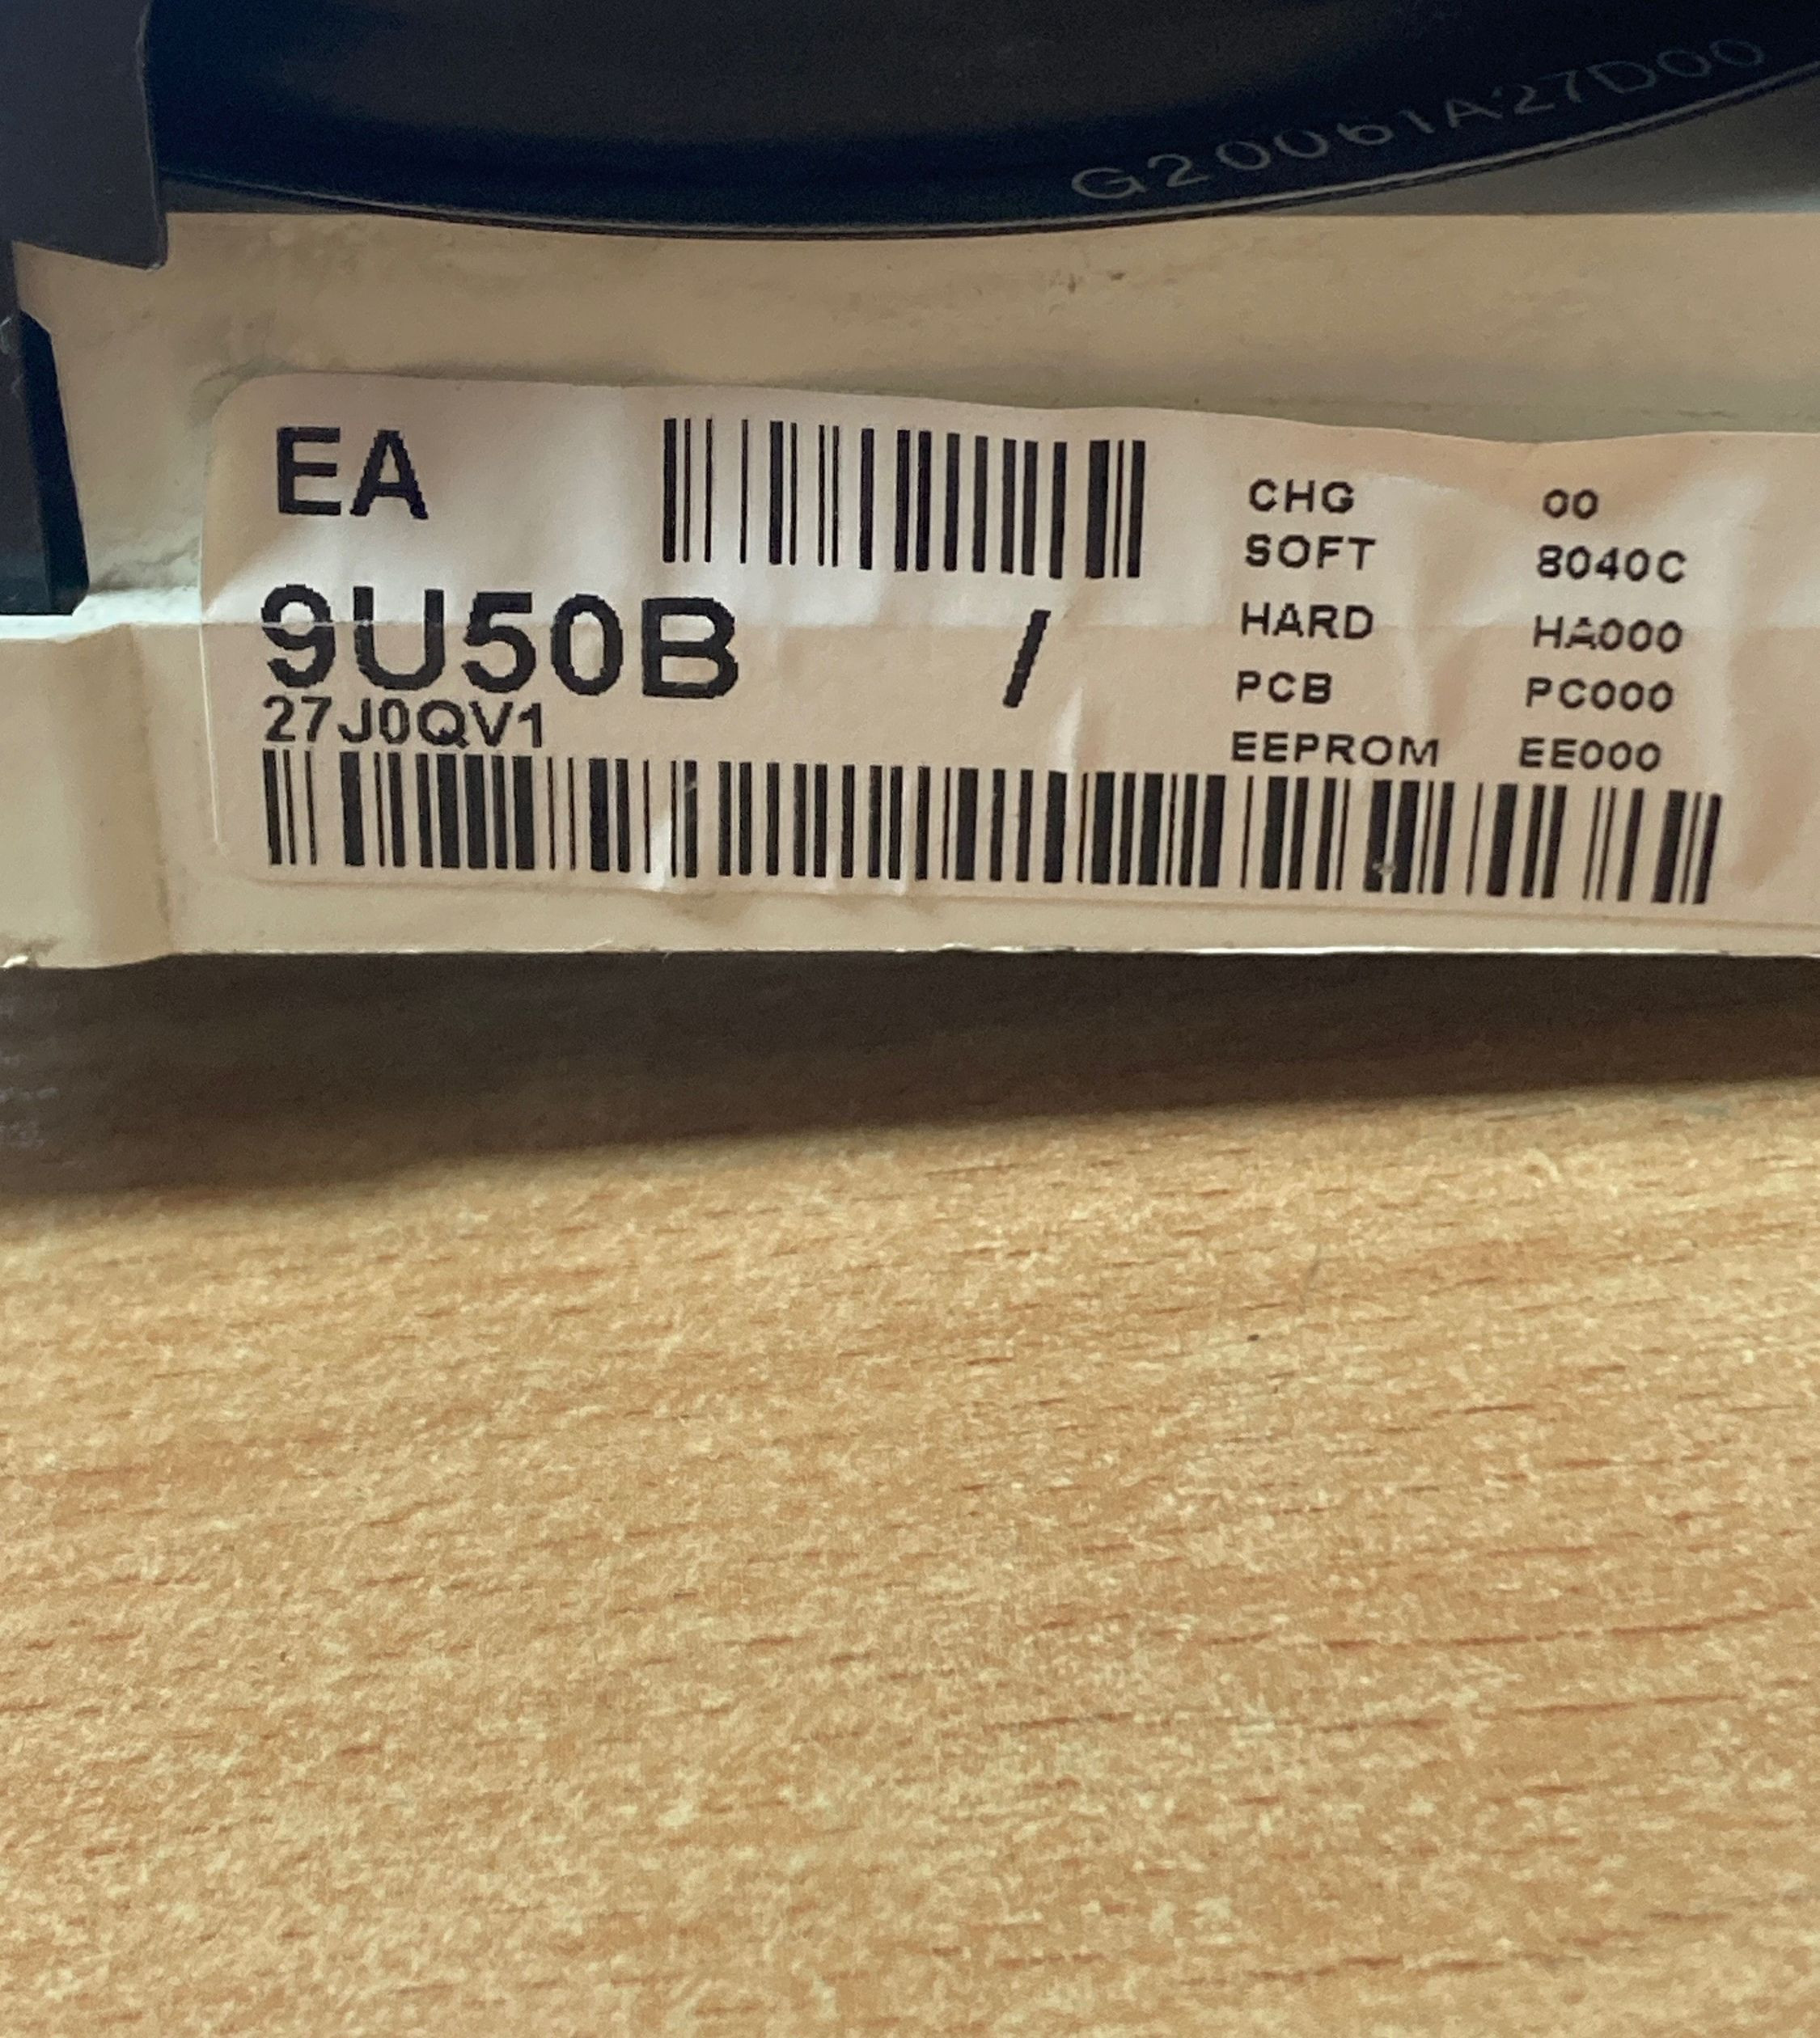 G20061A27D00
EA
CHG 00
SOFT 8040C
9U50B /
HARD HA000
PCB PC000
27J0QV1
EEPROM EE000